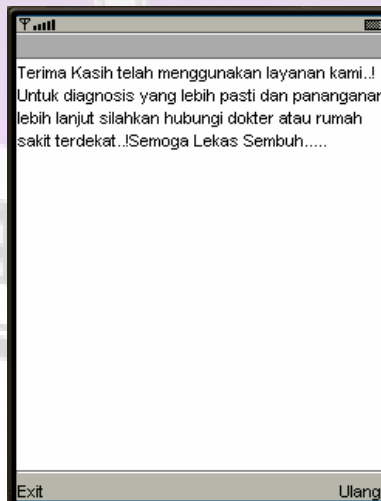 Terima Kasih telah menggunakan layanan kami..!
Untuk diagnosis yang lebih pasti dan pananganan
lebih lanjut silahkan hubungi dokter atau rumah
sakit terdekat..!Semoga Lekas Sembuh.....
Exit
Ulang